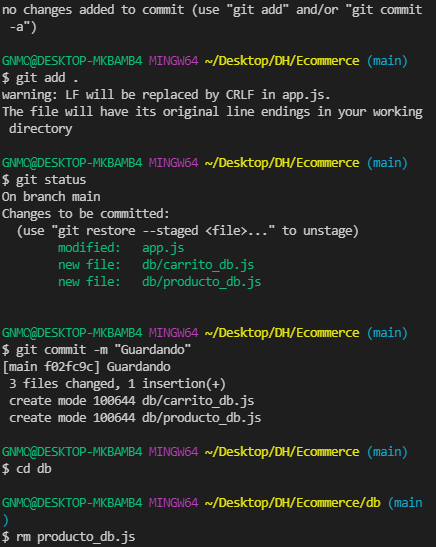 no changes added to commit (use "git add" and/or "git commit
-a")
GNMC@DESKTOP-MKBAMB4 MINGW64 ~/Desktop/DH/Ecommerce (main)
$ git add .
warning: LF will be replaced by CRLF in app.js.
The file will have its original line endings in your working
directory
GNMC@DESKTOP-MKBAMB4 MINGW64 ~/Desktop/DH/Ecommerce (main)
$ git status
On branch main
Changes to be committed:
(use "git restore --staged <file>..." to unstage)
modified: app.js
new file: db/carrito_db.js
new file: db/producto_db.js
GNMC@DESKTOP-MKBAMB4 MINGW64 ~/Desktop/DH/Ecommerce (main)
$ git commit -m "Guardando"
[main f02fc9c] Guardando
3 files changed, 1 insertion(+)
create mode 100644 db/carrito_db.js
create mode 100644 db/producto_db.js
GNMC@DESKTOP-MKBAMB4 MINGW64 ~/Desktop/DH/Ecommerce (main)
$ cd db
GNMC@DESKTOP-MKBAMB4 MINGW64 ~/Desktop/DH/Ecommerce/db (main
)
$ rm producto_db.js